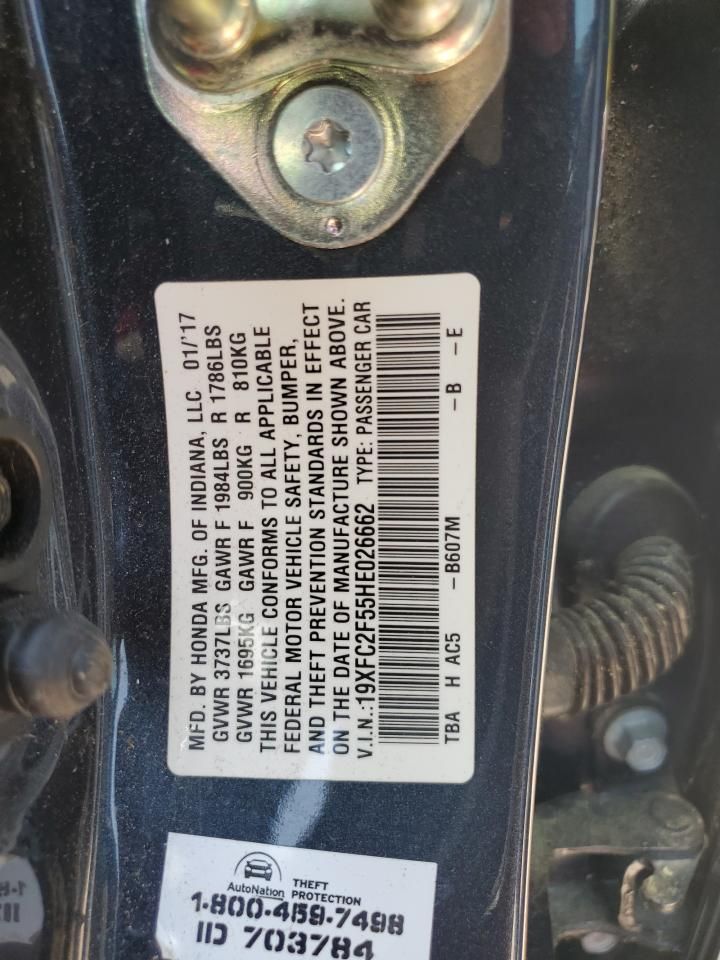 MFD. BY HONDA MFG. OF INDIANA, LLC 01/'17
GVWR 3737LBS GAWR F 1984LBS R 1786LBS
GVWR 1695KG GAWR F 900KG R 810KG
THIS VEHICLE CONFORMS TO ALL APPLICABLE
FEDERAL MOTOR VEHICLE SAFETY, BUMPER,
AND THEFT PREVENTION STANDARDS IN EFFECT
ON THE DATE OF MANUFACTURE SHOWN ABOVE.
V.I.N.:19XFC2F55HE026662 TYPE: PASSENGER CAR
TBA H AC5 -B607M -B -E
AutoNation THEFT PROTECTION
1-800-459-7498
ID 703784